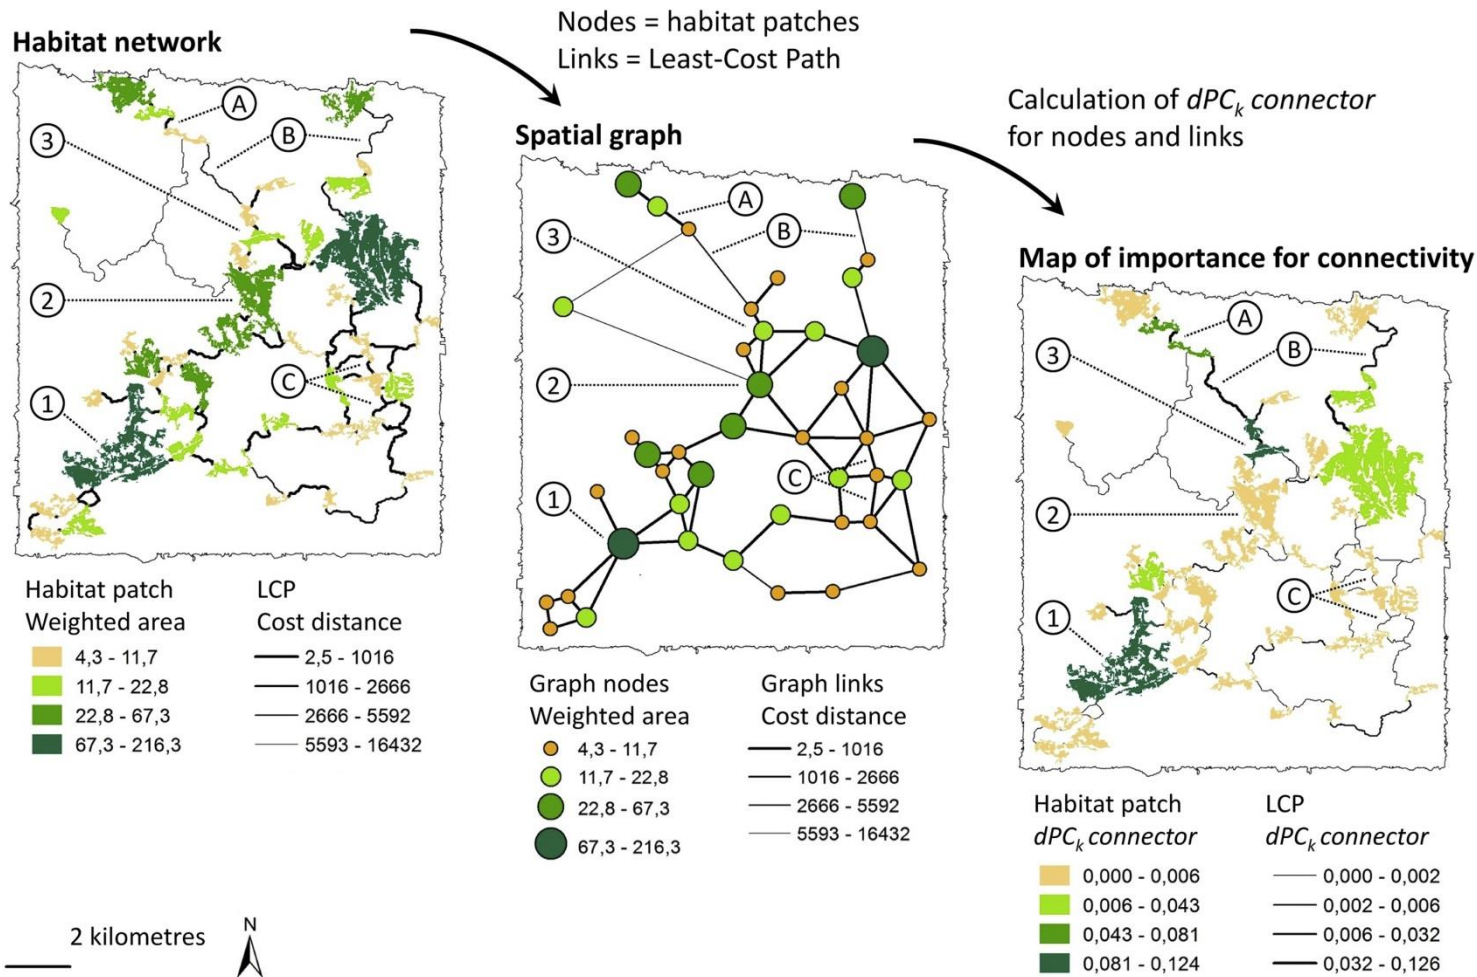 Nodes = habitat patches
Links = Least-Cost Path
Habitat network
A
B
3
2
C
1
Habitat patch
Weighted area
4,3 - 11,7
11,7 - 22,8
22,8 - 67,3
67,3 - 216,3
LCP
Cost distance
2,5 - 1016
1016 - 2666
2666 - 5592
5593 - 16432
2 kilometres
N
Spatial graph
A
B
3
2
C
1
Graph nodes
Weighted area
4,3 - 11,7
11,7 - 22,8
22,8 - 67,3
67,3 - 216,3
Graph links
Cost distance
2,5 - 1016
1016 - 2666
2666 - 5592
5593 - 16432
Calculation of dPCk connector
for nodes and links
Map of importance for connectivity
A
B
3
2
C
1
Habitat patch
dPCk connector
0,000 - 0,006
0,006 - 0,043
0,043 - 0,081
0,081 - 0,124
LCP
dPCk connector
0,000 - 0,002
0,002 - 0,006
0,006 - 0,032
0,032 - 0,126